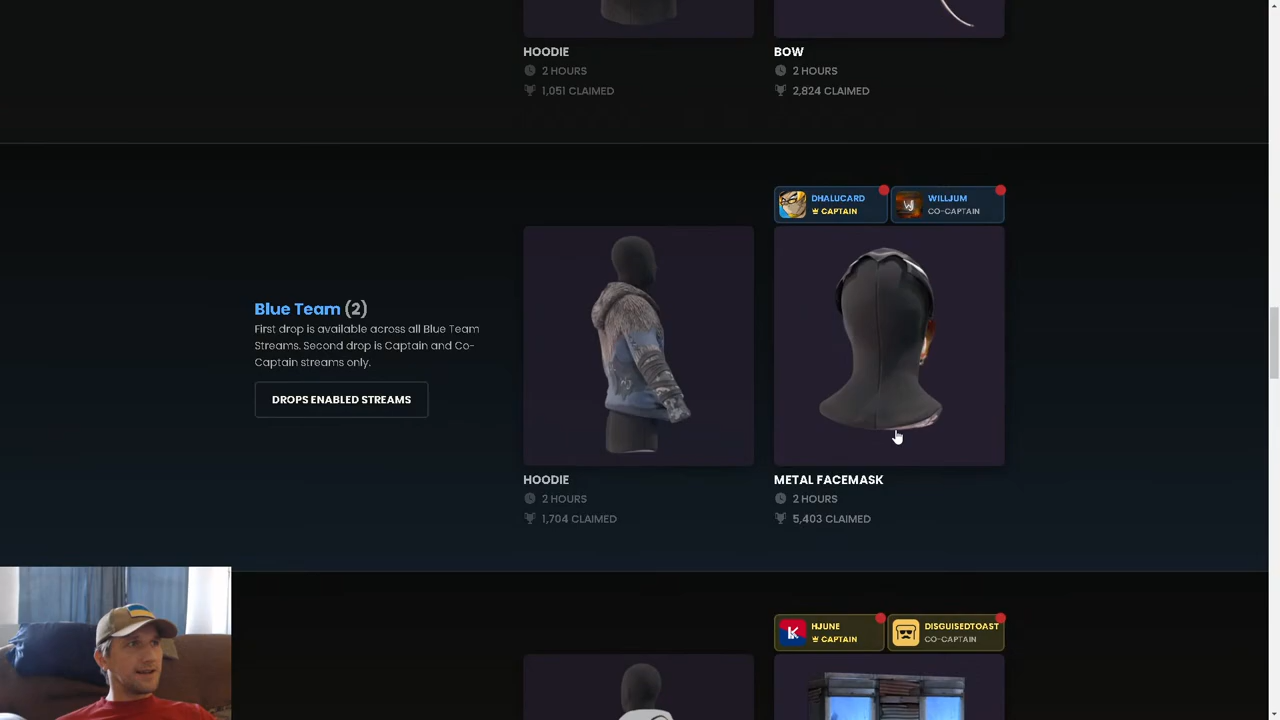 HOODIE
2 HOURS
1,051 CLAIMED
BOW
2 HOURS
2,824 CLAIMED
Blue Team (2)
First drop is available across all Blue Team
Streams. Second drop is Captain and Co-
Captain streams only.
DROPS ENABLED STREAMS
HOODIE
2 HOURS
1,704 CLAIMED
DHALUCARD
CAPTAIN
WILLJUM
CO-CAPTAIN
METAL FACEMASK
2 HOURS
5,403 CLAIMED
HJUNE
CAPTAIN
DISGUISEDTOAST
CO-CAPTAIN